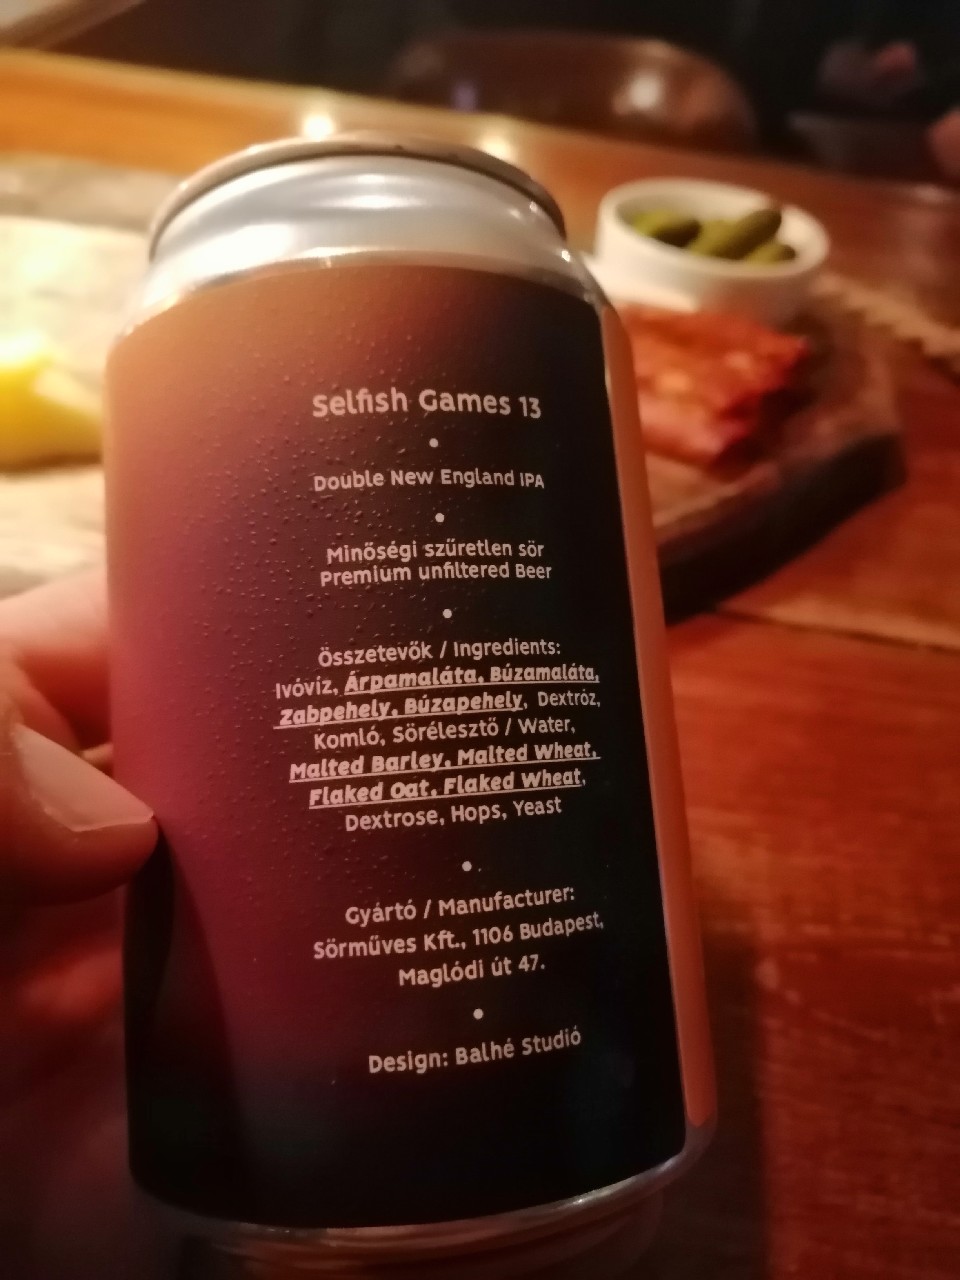 Selfish Games 13
Double New England IPA
Minőségi szűretlen sör
Premium unfiltered Beer
Összetevők / Ingredients:
Ivóvíz, Árpamaláta, Búzamaláta,
Zabpehely, Búzapehely, Dextróz,
Komló, Sörélesztő / Water,
Malted Barley, Malted Wheat,
Flaked Oat, Flaked Wheat,
Dextrose, Hops, Yeast
Gyártó / Manufacturer:
Sörműves Kft., 1106 Budapest,
Maglódi út 47.
Design: Balhé Studió